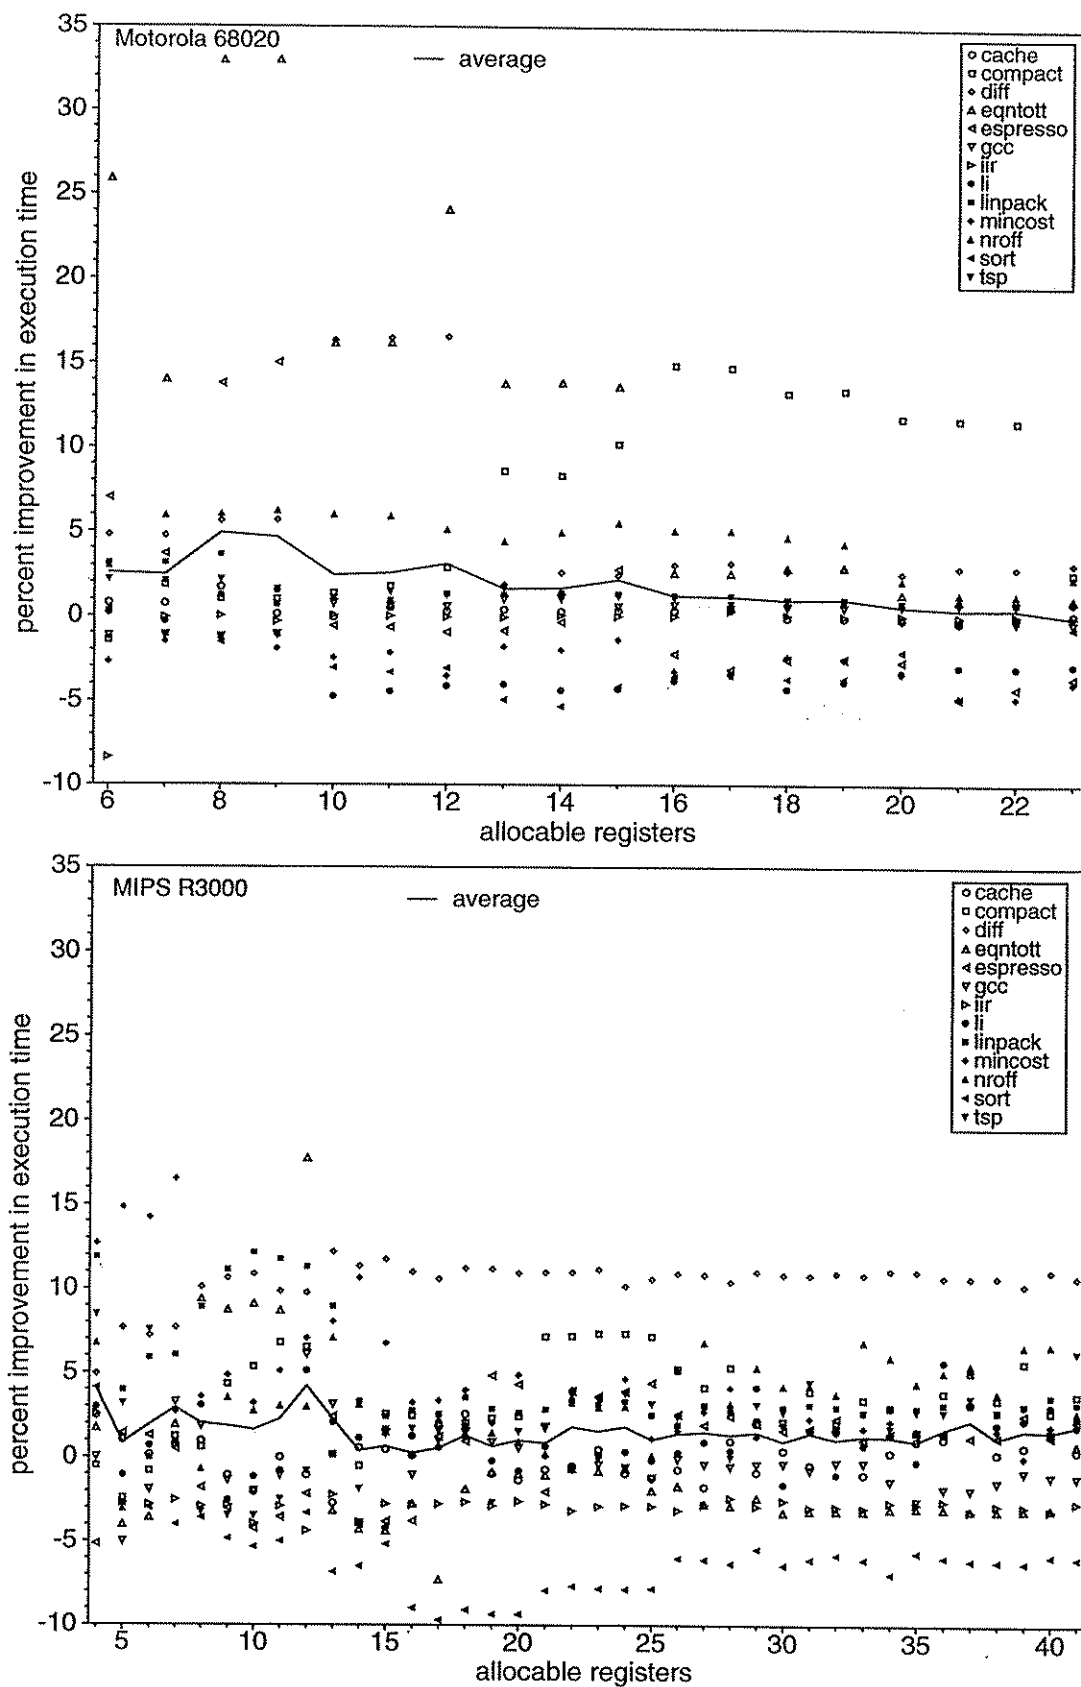 35
Motorola 68020
average
cache
compact
diff
eqntott
espresso
gcc
iir
li
linpack
mincost
nroff
sort
tsp
30
25
20
15
10
5
0
-5
-10
percent improvement in execution time
6 8 10 12 14 16 18 20 22
allocable registers
35
MIPS R3000
average
cache
compact
diff
eqntott
espresso
gcc
iir
li
linpack
mincost
nroff
sort
tsp
30
25
20
15
10
5
0
-5
-10
percent improvement in execution time
5 10 15 20 25 30 35 40
allocable registers